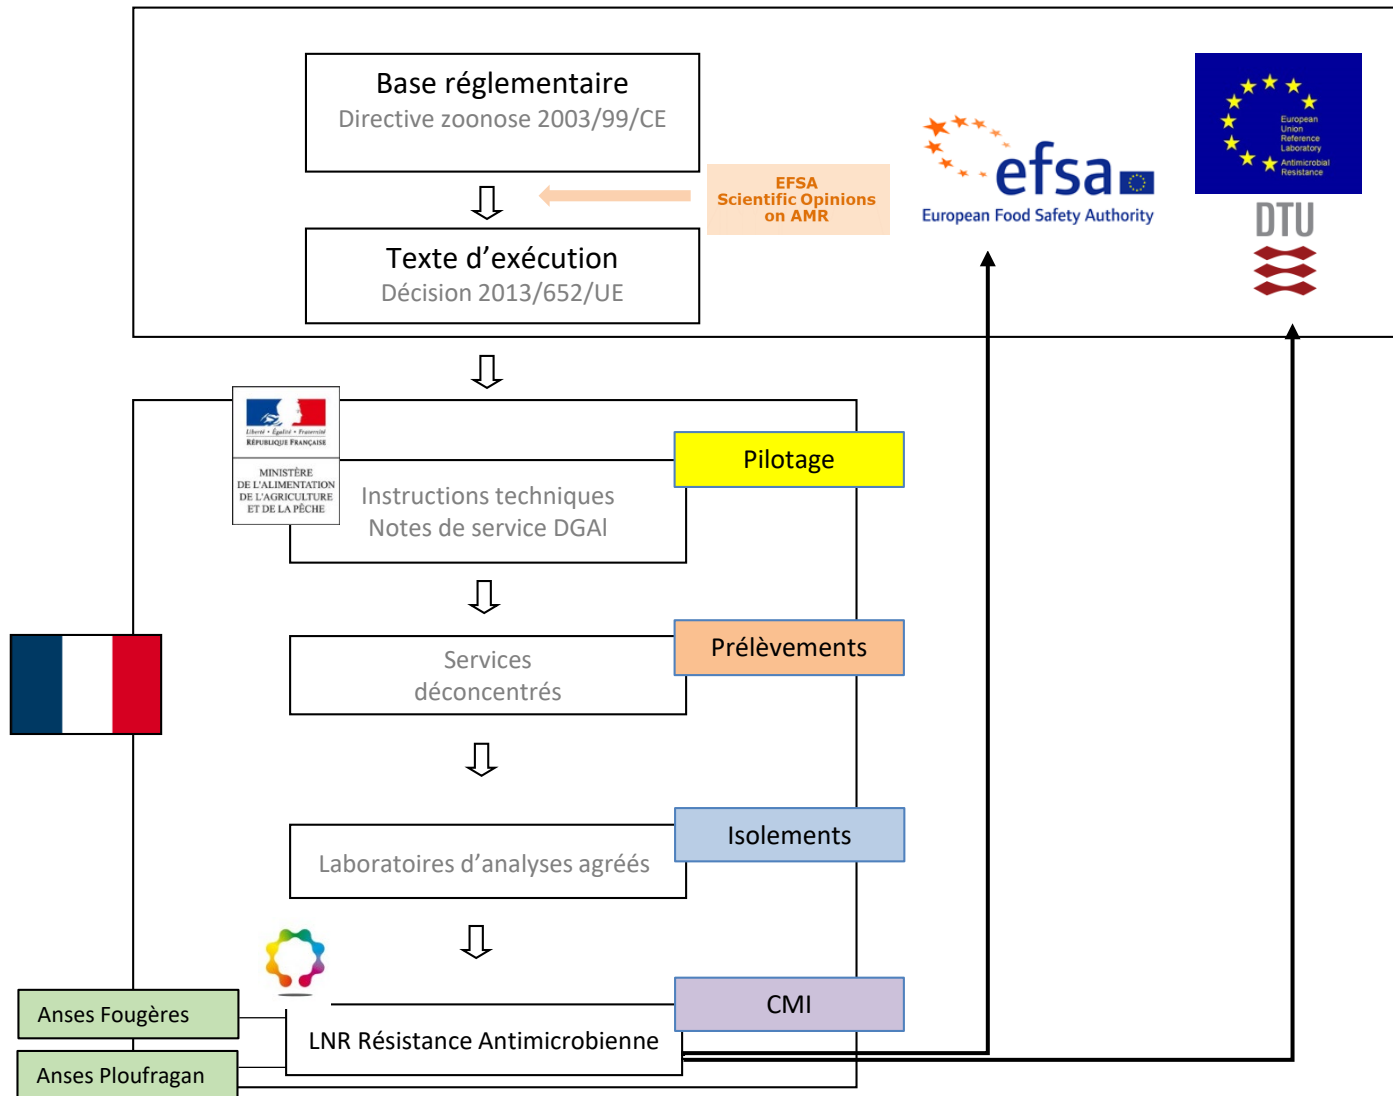 Base réglementaire
Directive zoonose 2003/99/CE
EFSA
Scientific Opinions
on AMR
efsa
European Food Safety Authority
European
Union
Reference
Laboratory
Antimicrobial
Resistance
DTU
Texte d’exécution
Décision 2013/652/UE
Liberté • Égalité • Fraternité
RÉPUBLIQUE FRANÇAISE
MINISTÈRE
DE L'ALIMENTATION
DE L'AGRICULTURE
ET DE LA PÊCHE
Pilotage
Instructions techniques
Notes de service DGAl
Prélèvements
Services
déconcentrés
Isolements
Laboratoires d’analyses agréés
CMI
Anses Fougères
LNR Résistance Antimicrobienne
Anses Ploufragan